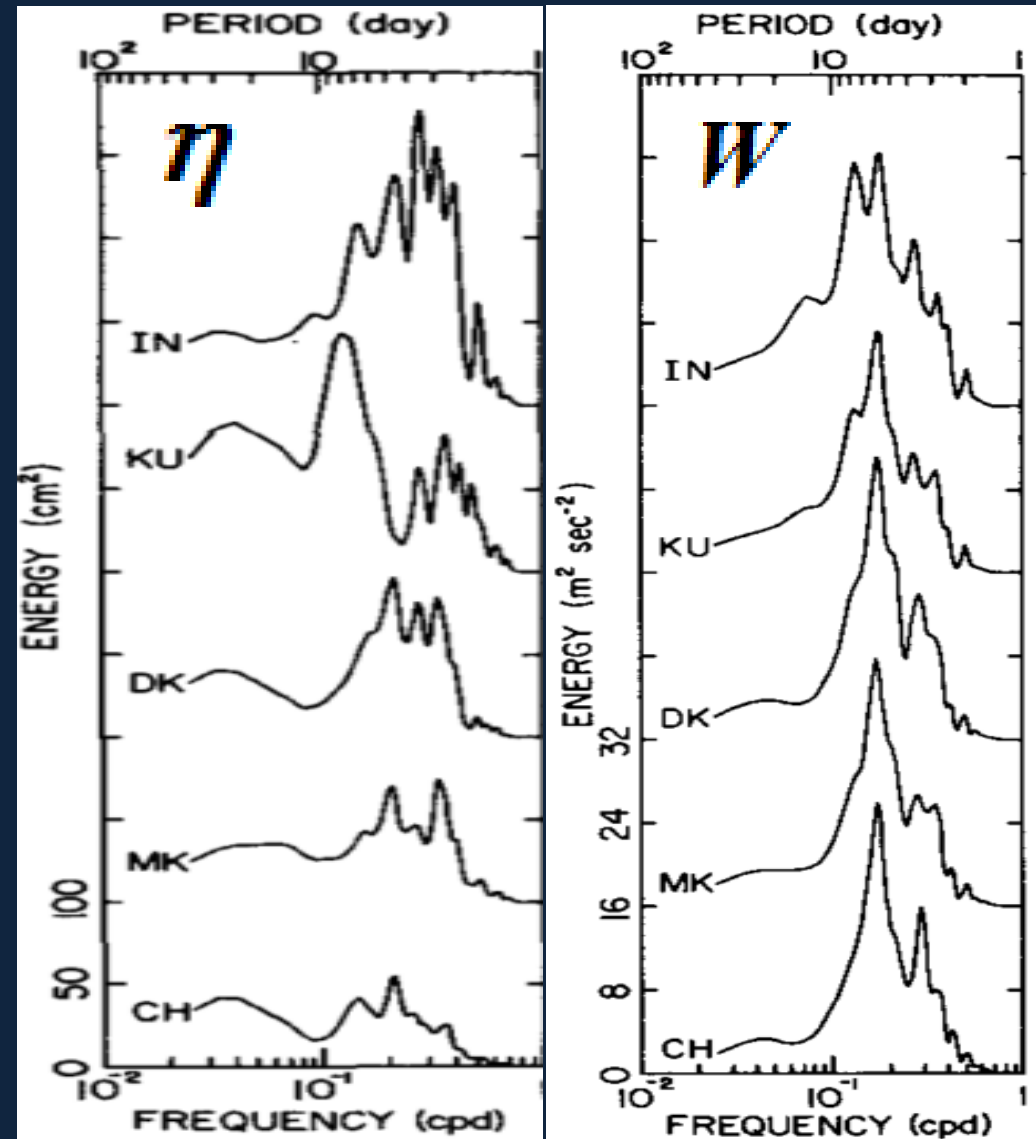 PERIOD (day)
10² 10 1
η
IN
KU
DK
MK
CH
ENERGY (cm²)
100
50
0
10⁻² 10⁻¹ 1
FREQUENCY (cpd)
PERIOD (day)
10² 10 1
W
IN
KU
DK
MK
CH
ENERGY (m² sec⁻²)
32
24
16
8
0
10⁻² 10⁻¹ 1
FREQUENCY (cpd)